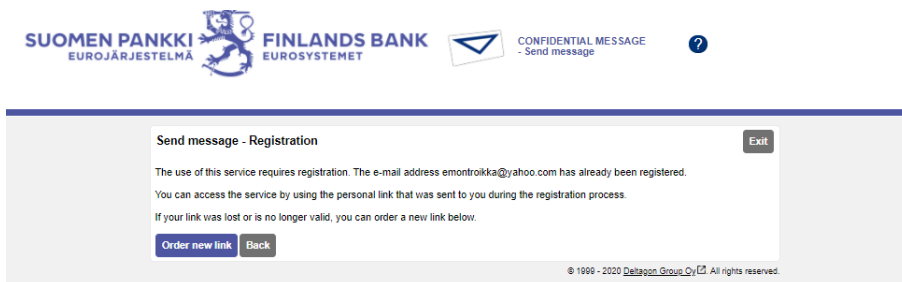 SUOMEN PANKKI
EUROJÄRJESTELMÄ
FINLANDS BANK
EUROSYSTEMET
CONFIDENTIAL MESSAGE
- Send message
?
Send message - Registration
Exit
The use of this service requires registration. The e-mail address emontroikka@yahoo.com has already been registered.
You can access the service by using the personal link that was sent to you during the registration process.
If your link was lost or is no longer valid, you can order a new link below.
Order new link
Back
© 1999 - 2020 Deltagon Group Oy. All rights reserved.